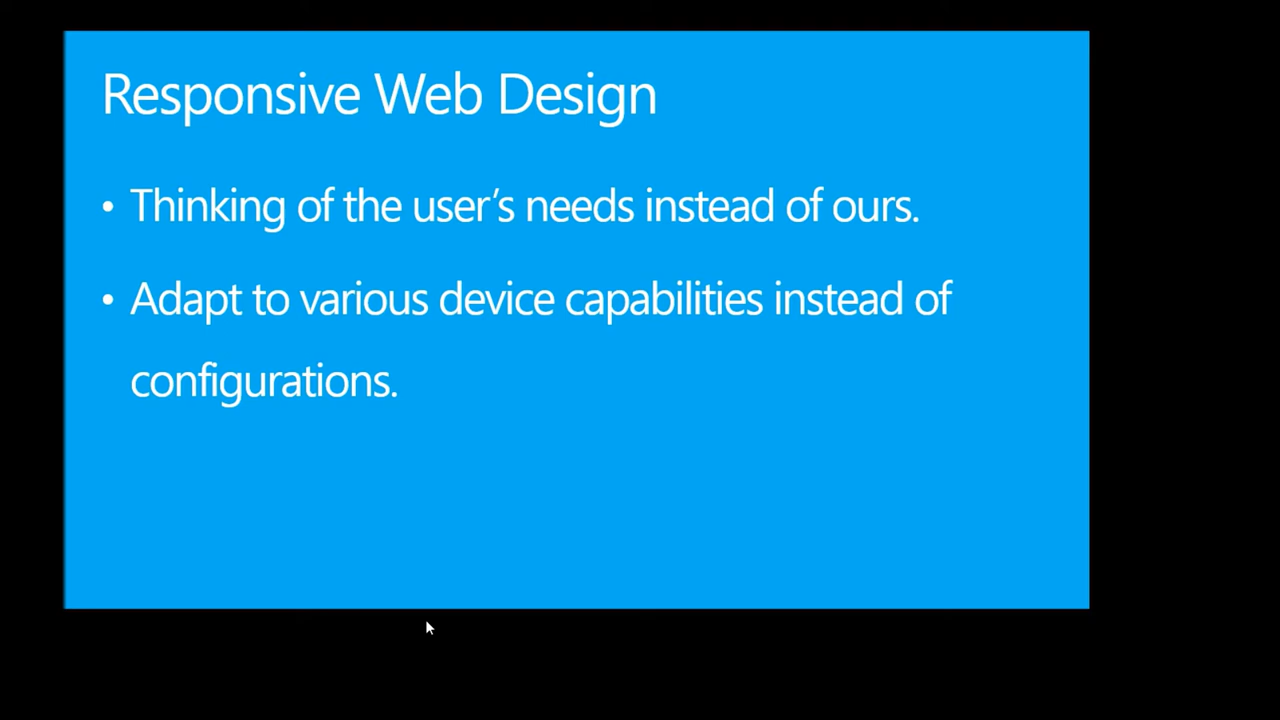 Responsive Web Design
• Thinking of the user’s needs instead of ours.
• Adapt to various device capabilities instead of
configurations.